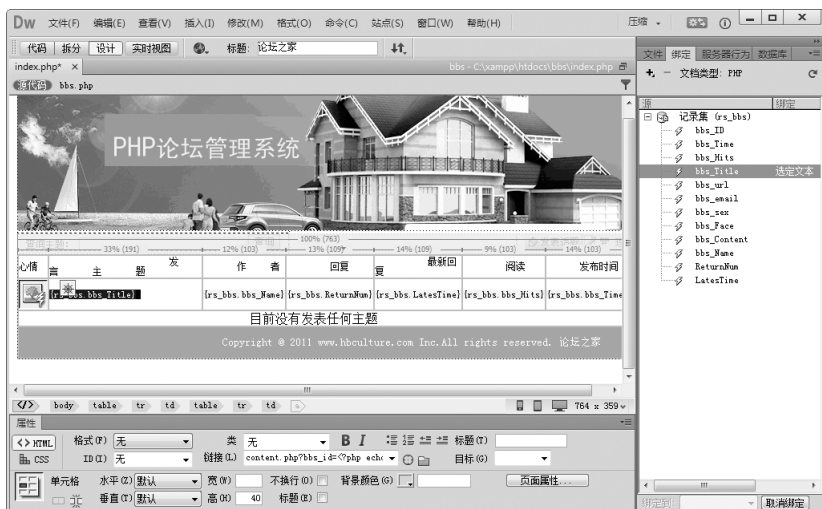 Dw 文件(F) 编辑(E) 查看(V) 插入(I) 修改(M) 格式(O) 命令(C) 站点(S) 窗口(W) 帮助(H) 压缩
代码 拆分 设计 实时视图 标题: 论坛之家
index.php* × bbs - C:\xampp\htdocs\bbs\index.php
源代码 bbs.php
PHP论坛管理系统
查询主题: 查询
33% (191) 12% (103) 100% (763) 13% (109) 14% (109) 9% (103) 14% (103)
心情 发言主题 作者 回复 最新回复 阅读 发布时间
{rs_bbs.bbs_Title} {rs_bbs.bbs_Name} {rs_bbs.ReturnNum} {rs_bbs.LatesTime} {rs_bbs.bbs_Hits} {rs_bbs.bbs_Time
目前没有发表任何主题
Copyright @ 2011 www.hbculture.com Inc.All rights reserved. 论坛之家
body table tr td table tr td 764 x 359
属性
<> HTML 格式(F) 无 类 无 B I 标题(T)
CSS ID(I) 无 链接(L) content.php?bbs_id=<?php echo 目标(G)
单元格 水平(Z) 默认 宽(W) 不换行(O) 背景颜色(G) 页面属性...
垂直(T) 默认 高(H) 40 标题(E)
文件 绑定 服务器行为 数据库
文档类型: PHP
源 绑定
记录集 (rs_bbs)
bbs_ID
bbs_Time
bbs_Hits
bbs_Title 选定文本
bbs_url
bbs_email
bbs_sex
bbs_Face
bbs_Content
bbs_Name
ReturnNum
LatesTime
绑定到: 取消绑定